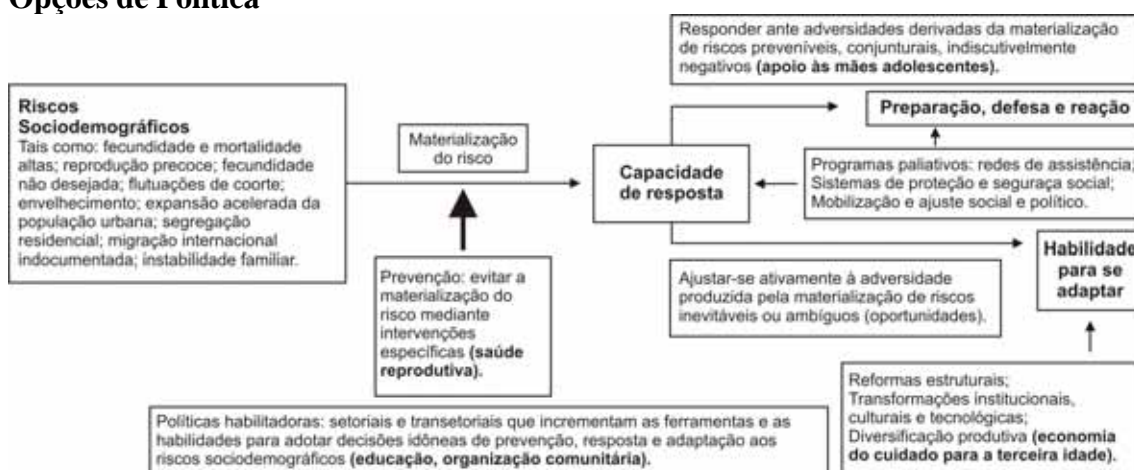 Opções de Política
Responder ante adversidades derivadas da materialização
de riscos preveníveis, conjunturais, indiscutivelmente
negativos (apoio às mães adolescentes).
Riscos
Sociodemográficos
Tais como: fecundidade e mortalidade
altas; reprodução precoce; fecundidade
não desejada; flutuações de coorte;
envelhecimento; expansão acelerada da
população urbana; segregação
residencial; migração internacional
indocumentada; instabilidade familiar.
Materialização
do risco
Prevenção: evitar a
materialização do
risco mediante
intervenções
específicas (saúde
reprodutiva).
Capacidade
de resposta
Preparação, defesa e reação
Programas paliativos: redes de assistência;
Sistemas de proteção e seguraça social;
Mobilização e ajuste social e político.
Ajustar-se ativamente à adversidade
produzida pela materialização de riscos
inevitáveis ou ambíguos (oportunidades).
Habilidade
para se
adaptar
Reformas estruturais;
Transformações institucionais,
culturais e tecnológicas;
Diversificação produtiva (economia
do cuidado para a terceira idade).
Políticas habilitadoras: setoriais e transetoriais que incrementam as ferramentas e as
habilidades para adotar decisões idôneas de prevenção, resposta e adaptação aos
riscos sociodemográficos (educação, organização comunitária).